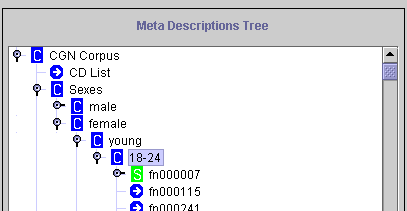 Meta Descriptions Tree
C CGN Corpus
CD List
C Sexes
C male
C female
C young
C 18-24
S fn000007
fn000115
fn000241